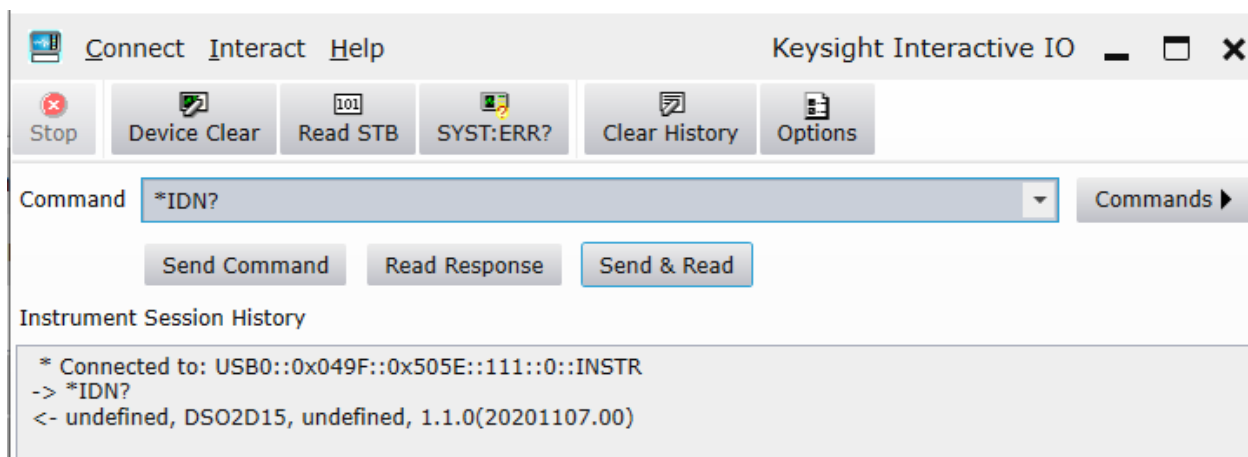 Connect Interact Help Keysight Interactive IO
Stop Device Clear 101 Read STB SYST:ERR? Clear History Options
Command *IDN? Commands
Send Command Read Response Send & Read
Instrument Session History
* Connected to: USB0::0x049F::0x505E::111::0::INSTR
-> *IDN?
<- undefined, DSO2D15, undefined, 1.1.0(20201107.00)